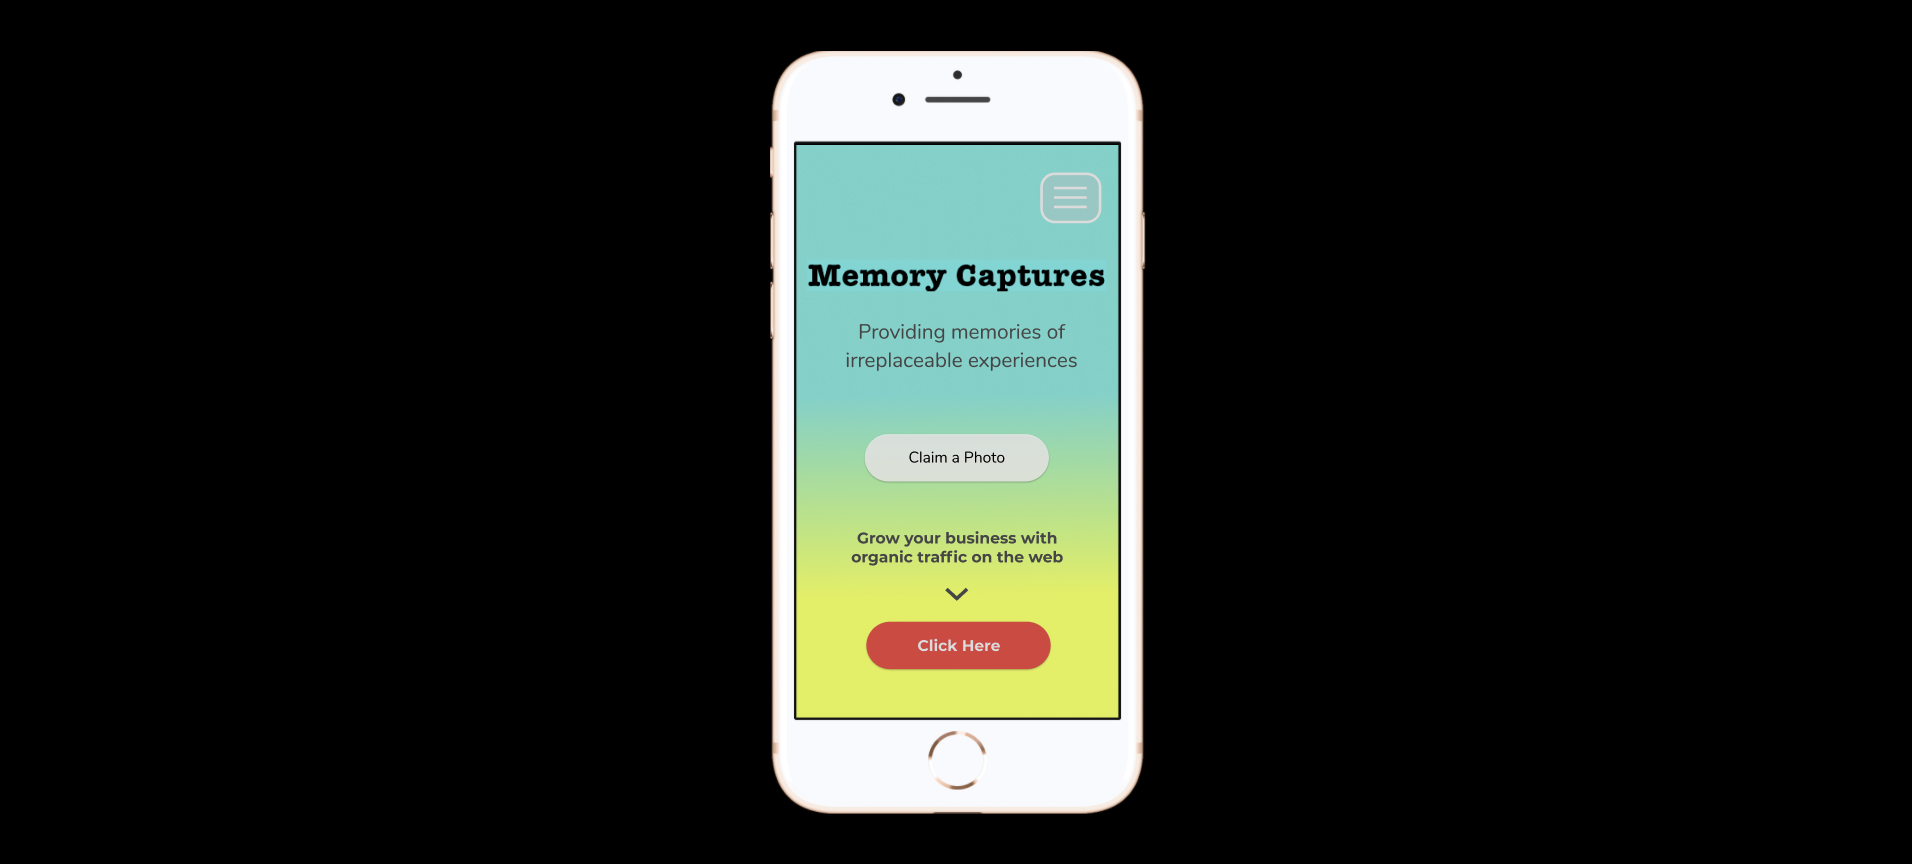 Memory Captures
Providing memories of
irreplaceable experiences
Claim a Photo
Grow your business with
organic traffic on the web
Click Here